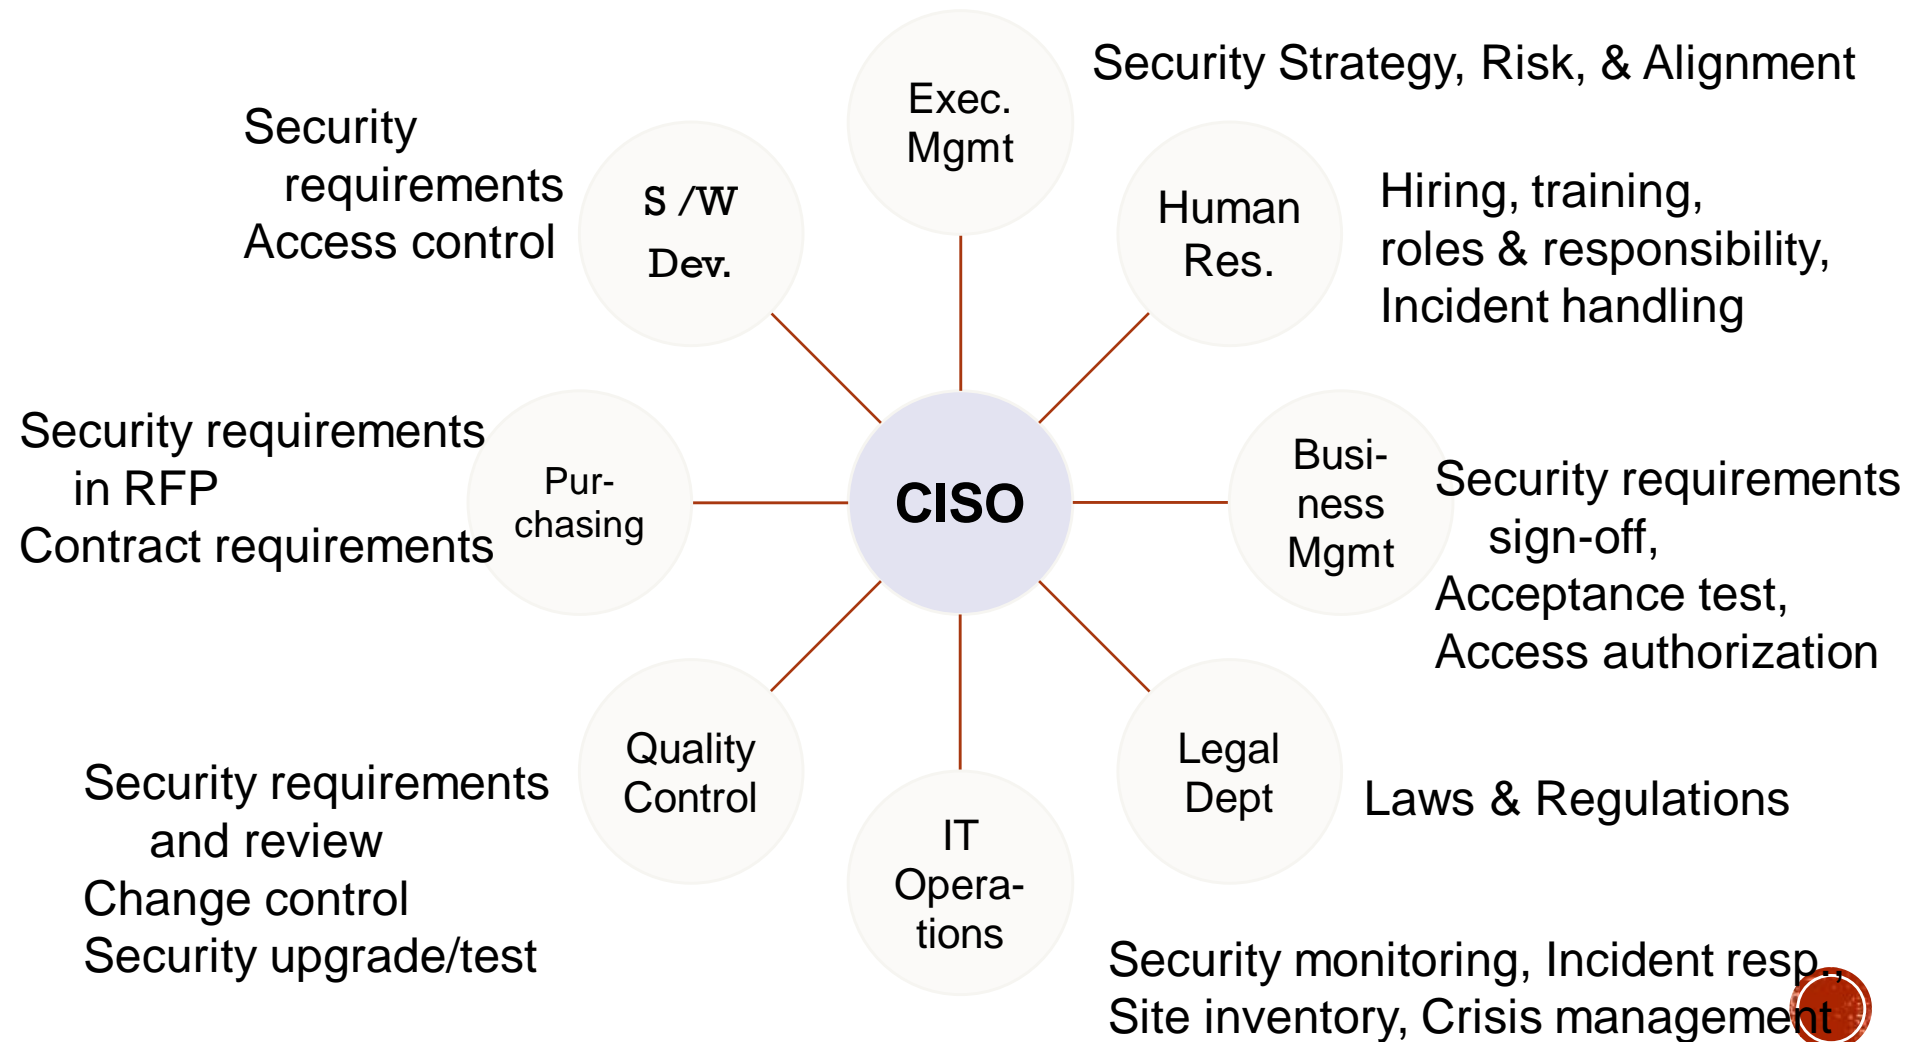 Exec.
Mgmt
Security Strategy, Risk, & Alignment
Human
Res.
Hiring, training,
roles & responsibility,
Incident handling
Busi-
ness
Mgmt
Security requirements
sign-off,
Acceptance test,
Access authorization
Legal
Dept
Laws & Regulations
IT
Opera-
tions
Security monitoring, Incident resp.,
Site inventory, Crisis management
Quality
Control
Security requirements
and review
Change control
Security upgrade/test
Pur-
chasing
Security requirements
in RFP
Contract requirements
S /W
Dev.
Security
requirements
Access control
CISO